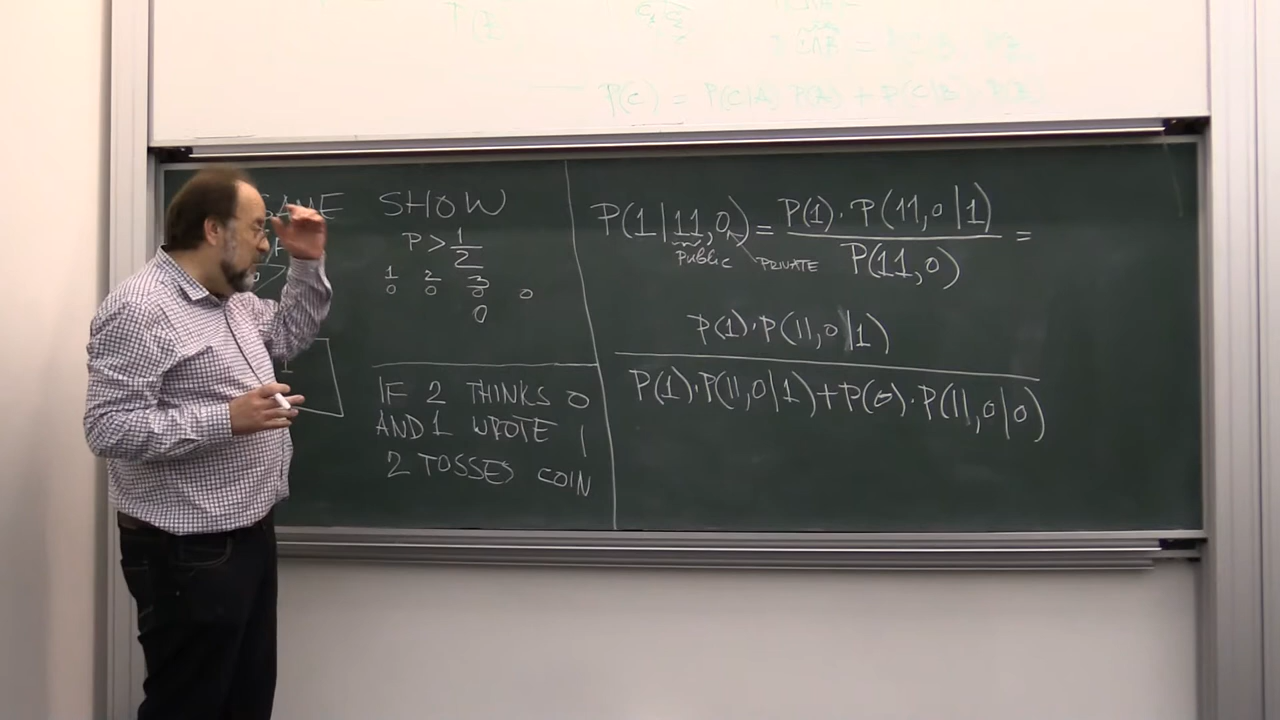 P(C) = P(C|A) P(A) + P(C|B) · P(B)
GAME SHOW
P > 1/2
1 2 3
0 0 0 0
0
1
IF 2 THINKS 0
AND 1 WROTE 1
2 TOSSES COIN
P(1|11,0) = P(1)·P(11,0|1) / P(11,0) =
PUBLIC PRIVATE
P(1)·P(11,0|1)
P(1)·P(11,0|1)+P(0)·P(11,0|0)